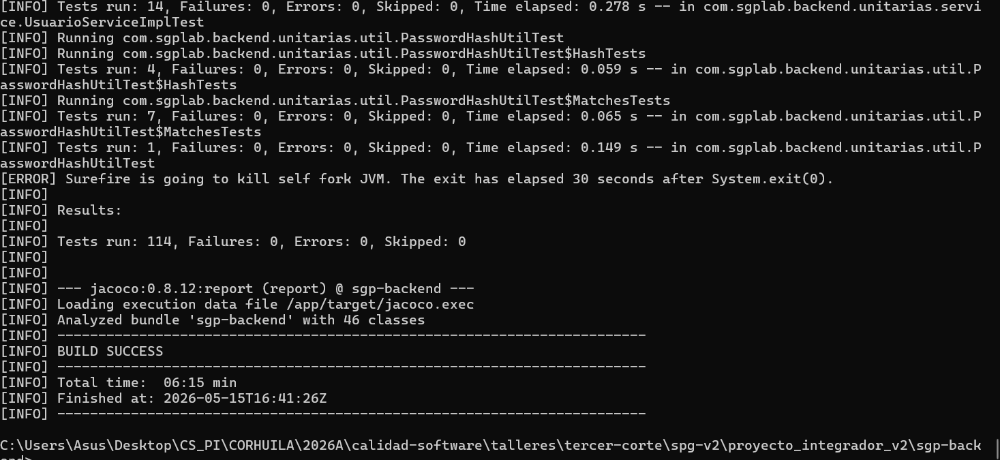 [INFO] Tests run: 14, Failures: 0, Errors: 0, Skipped: 0, Time elapsed: 0.278 s -- in com.sgplab.backend.unitarias.servi
ce.UsuarioServiceImplTest
[INFO] Running com.sgplab.backend.unitarias.util.PasswordHashUtilTest
[INFO] Running com.sgplab.backend.unitarias.util.PasswordHashUtilTest$HashTests
[INFO] Tests run: 4, Failures: 0, Errors: 0, Skipped: 0, Time elapsed: 0.059 s -- in com.sgplab.backend.unitarias.util.P
asswordHashUtilTest$HashTests
[INFO] Running com.sgplab.backend.unitarias.util.PasswordHashUtilTest$MatchesTests
[INFO] Tests run: 7, Failures: 0, Errors: 0, Skipped: 0, Time elapsed: 0.065 s -- in com.sgplab.backend.unitarias.util.P
asswordHashUtilTest$MatchesTests
[INFO] Tests run: 1, Failures: 0, Errors: 0, Skipped: 0, Time elapsed: 0.149 s -- in com.sgplab.backend.unitarias.util.P
asswordHashUtilTest
[ERROR] Surefire is going to kill self fork JVM. The exit has elapsed 30 seconds after System.exit(0).
[INFO]
[INFO] Results:
[INFO]
[INFO] Tests run: 114, Failures: 0, Errors: 0, Skipped: 0
[INFO]
[INFO]
[INFO] --- jacoco:0.8.12:report (report) @ sgp-backend ---
[INFO] Loading execution data file /app/target/jacoco.exec
[INFO] Analyzed bundle 'sgp-backend' with 46 classes
[INFO] ------------------------------------------------------------------------
[INFO] BUILD SUCCESS
[INFO] ------------------------------------------------------------------------
[INFO] Total time:  06:15 min
[INFO] Finished at: 2026-05-15T16:41:26Z
[INFO] ------------------------------------------------------------------------
C:\Users\Asus\Desktop\CS_PI\CORHUILA\2026A\calidad-software\talleres\tercer-corte\spg-v2\proyecto_integrador_v2\sgp-back
end>